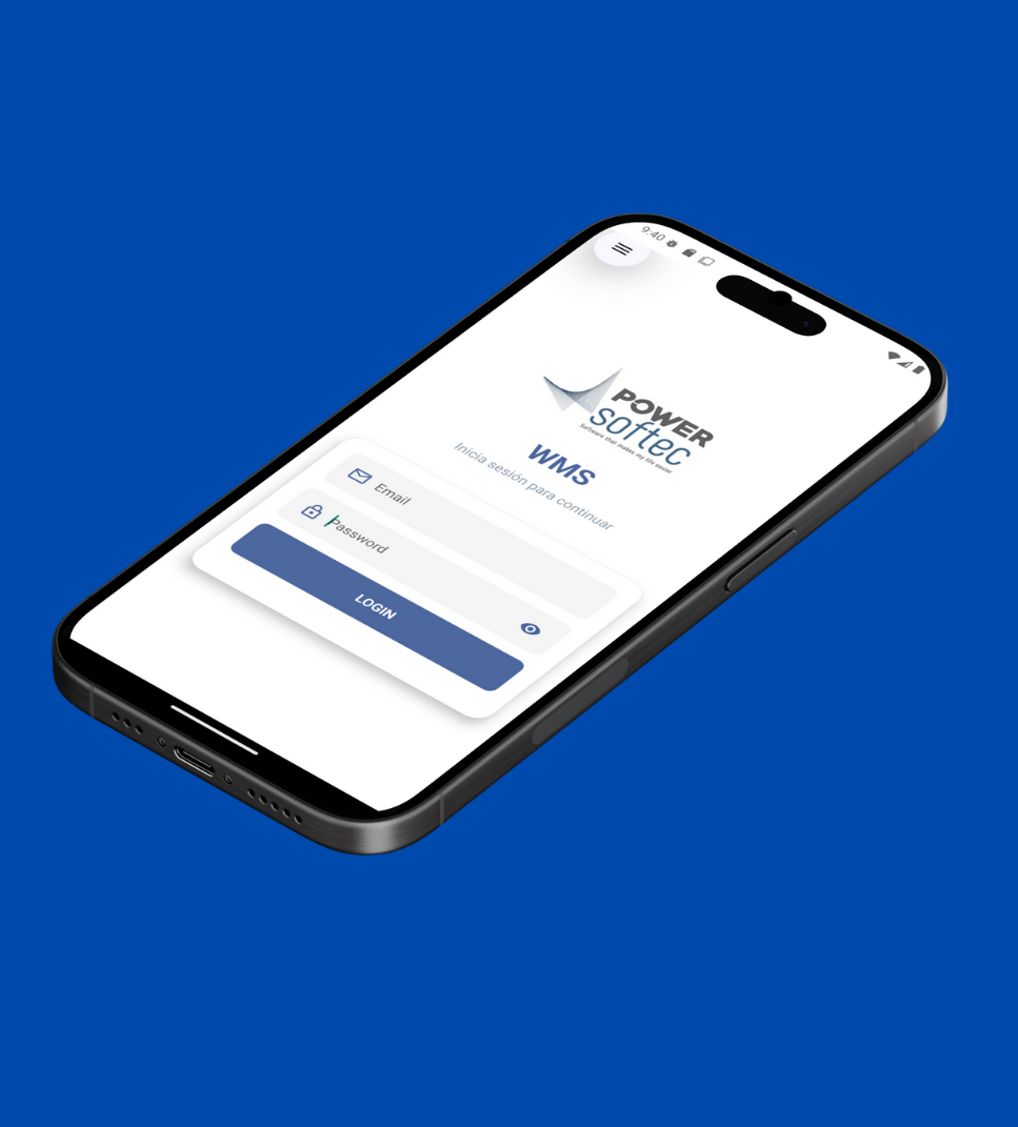 9:40
POWER
softec
Software that makes my life easier
WMS
Inicia sesión para continuar
Email
Password
LOGIN